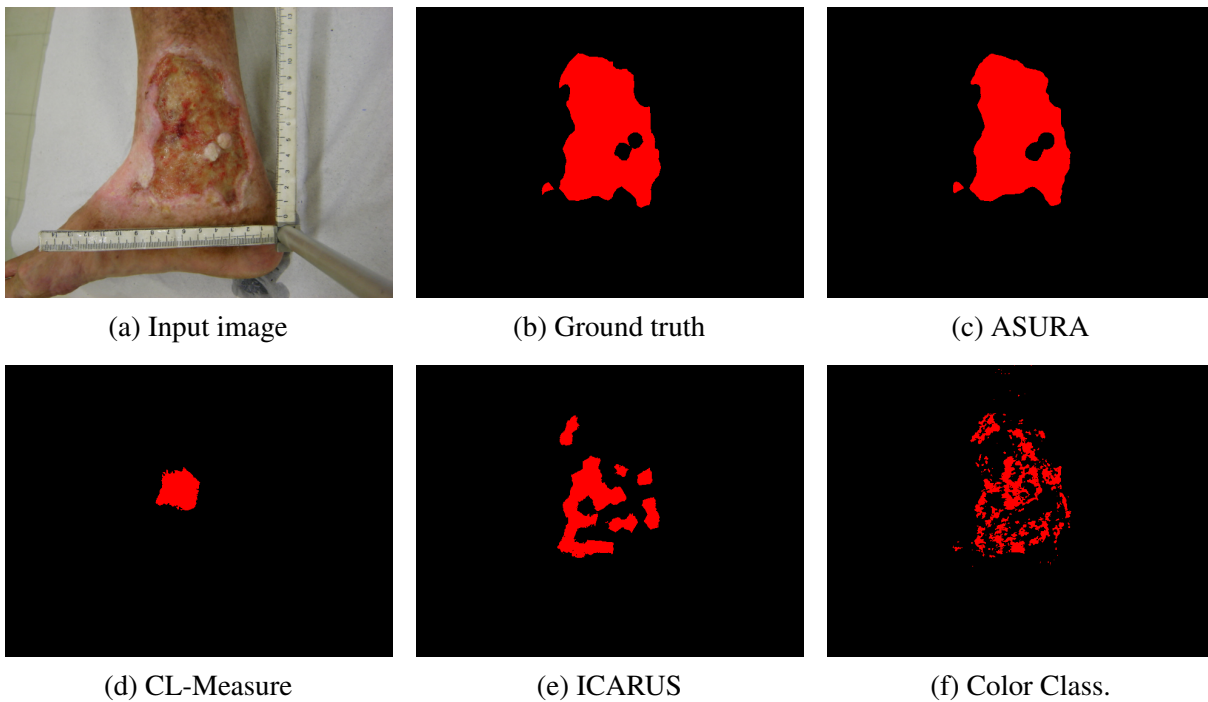 (a) Input image
(b) Ground truth
(c) ASURA
(d) CL-Measure
(e) ICARUS
(f) Color Class.